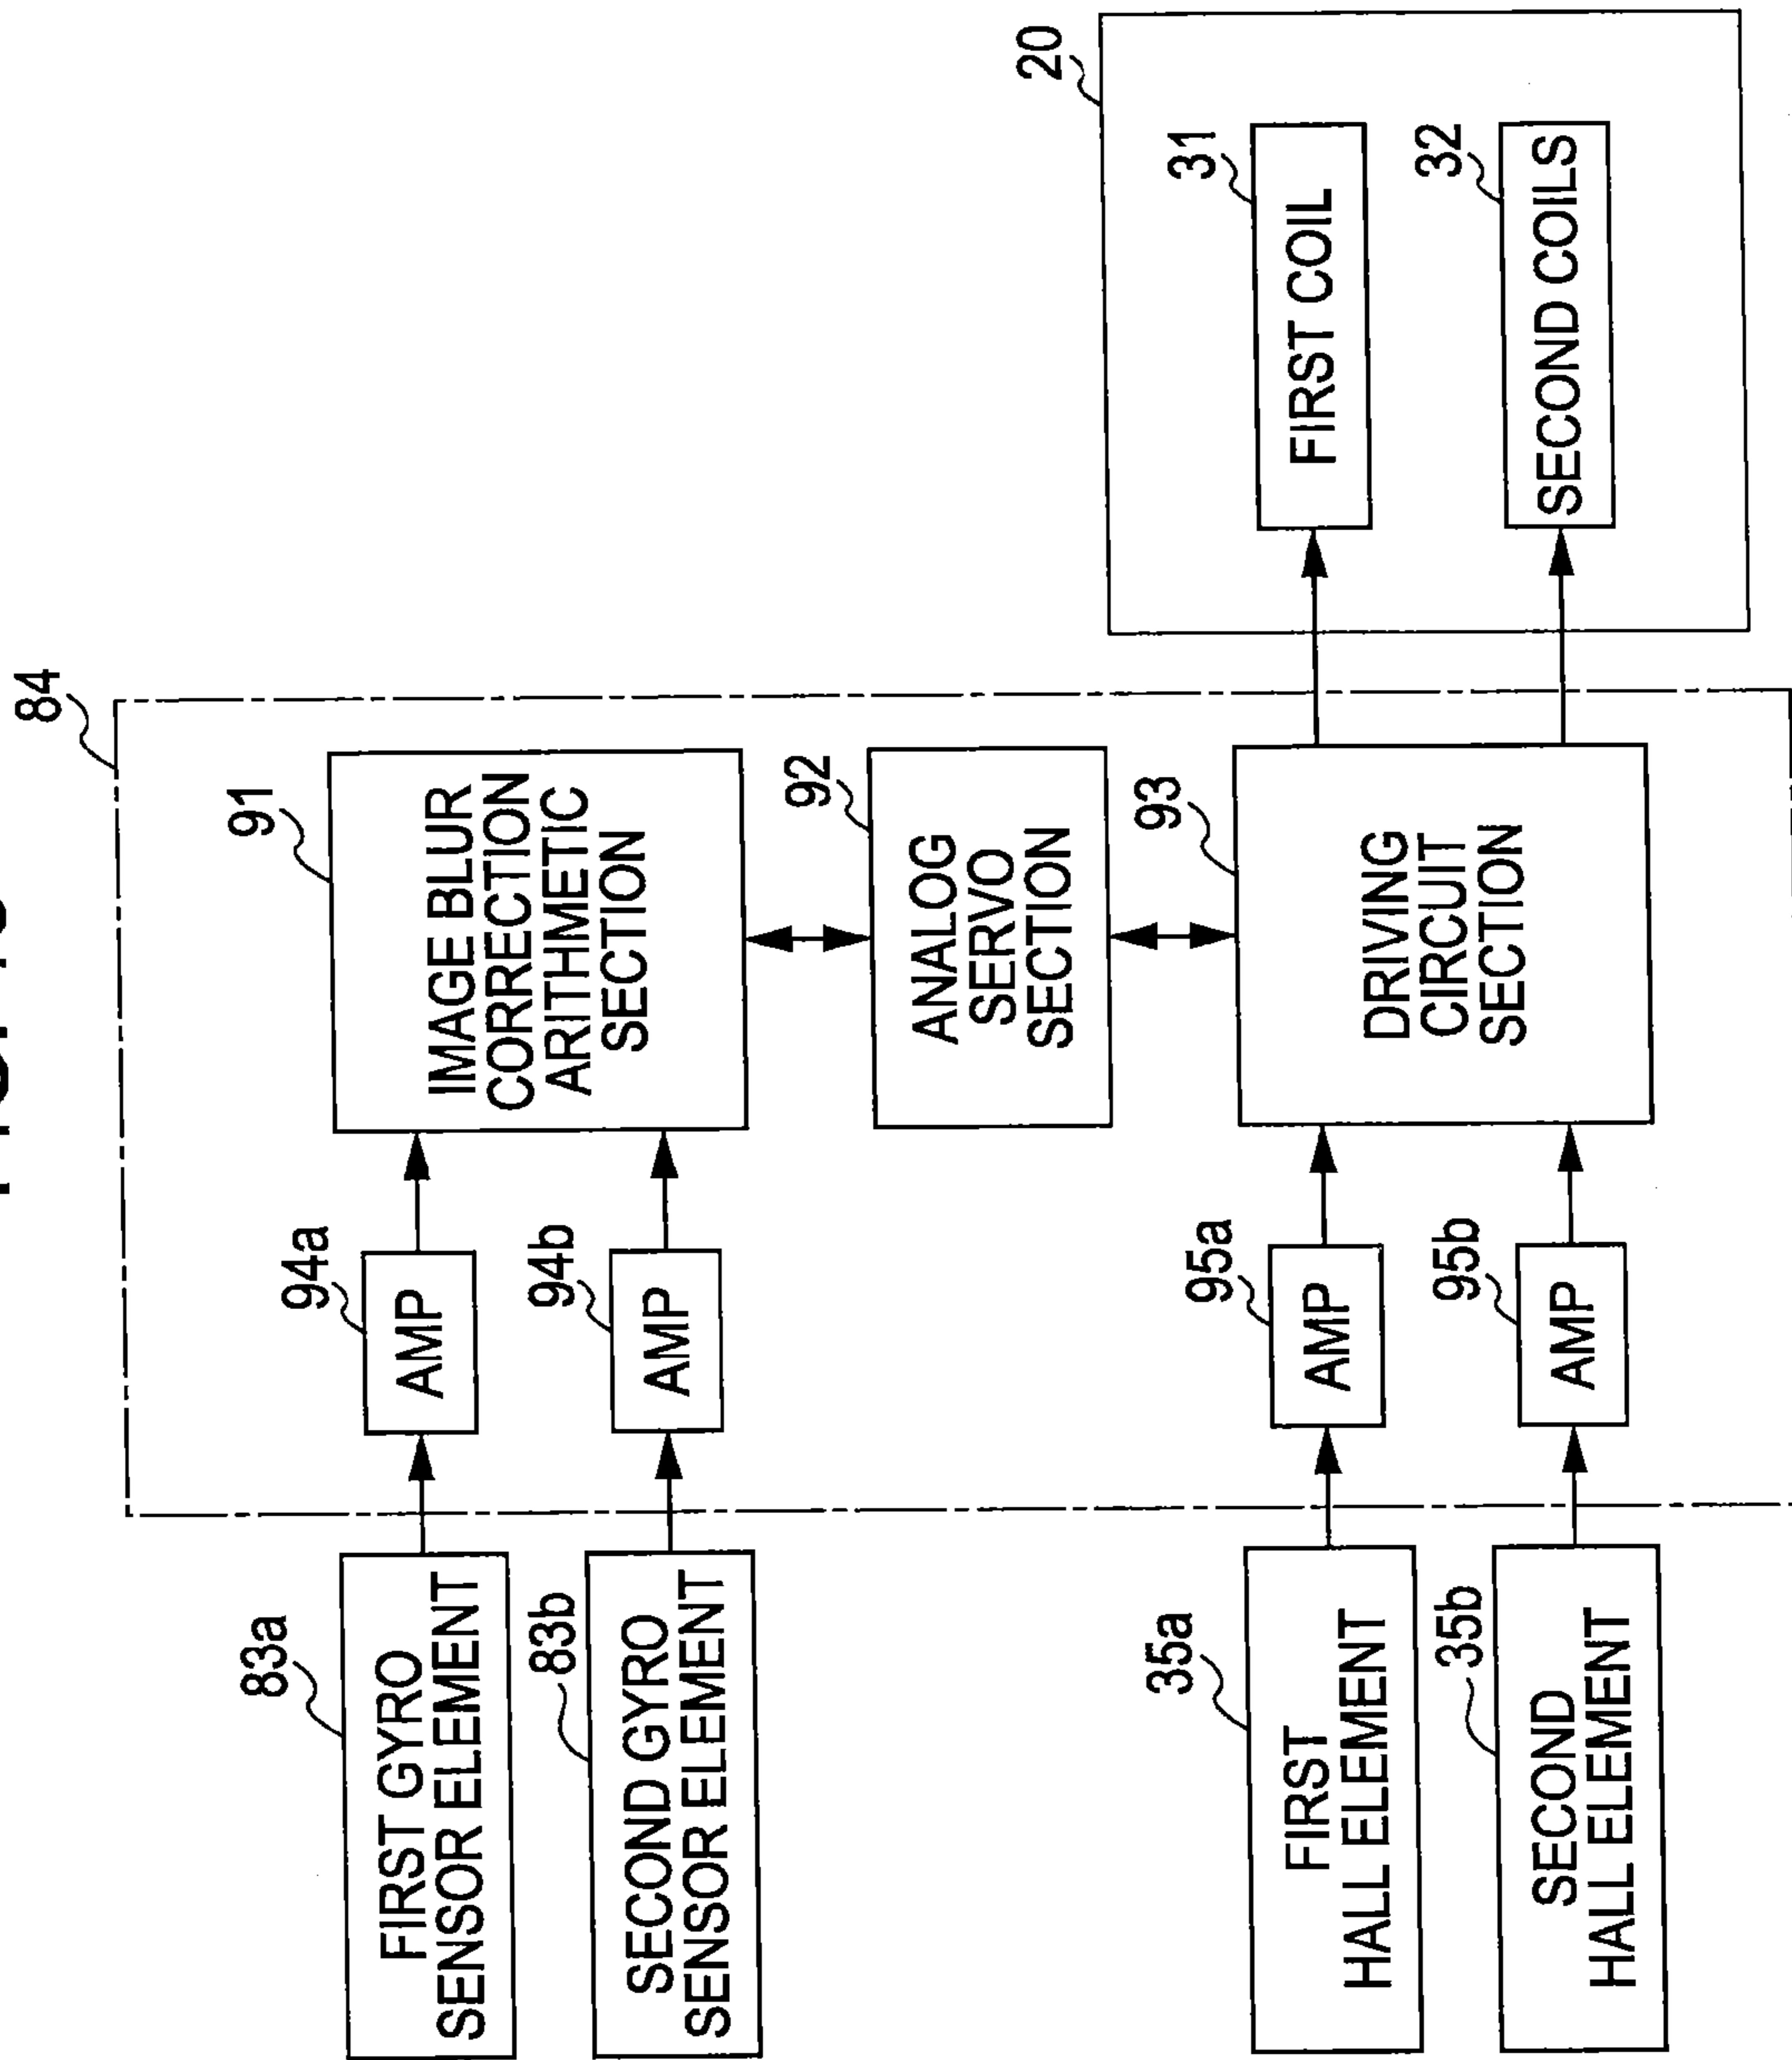 84
83a
FIRST GYRO
SENSOR ELEMENT
94a
AMP
91
IMAGE BLUR
CORRECTION
ARITHMETIC
SECTION
83b
SECOND GYRO
SENSOR ELEMENT
94b
AMP
92
ANALOG
SERVO
SECTION
20
35a
FIRST
HALL ELEMENT
95a
AMP
93
DRIVING
CIRCUIT
SECTION
31
FIRST COIL
35b
SECOND
HALL ELEMENT
95b
AMP
32
SECOND COILS